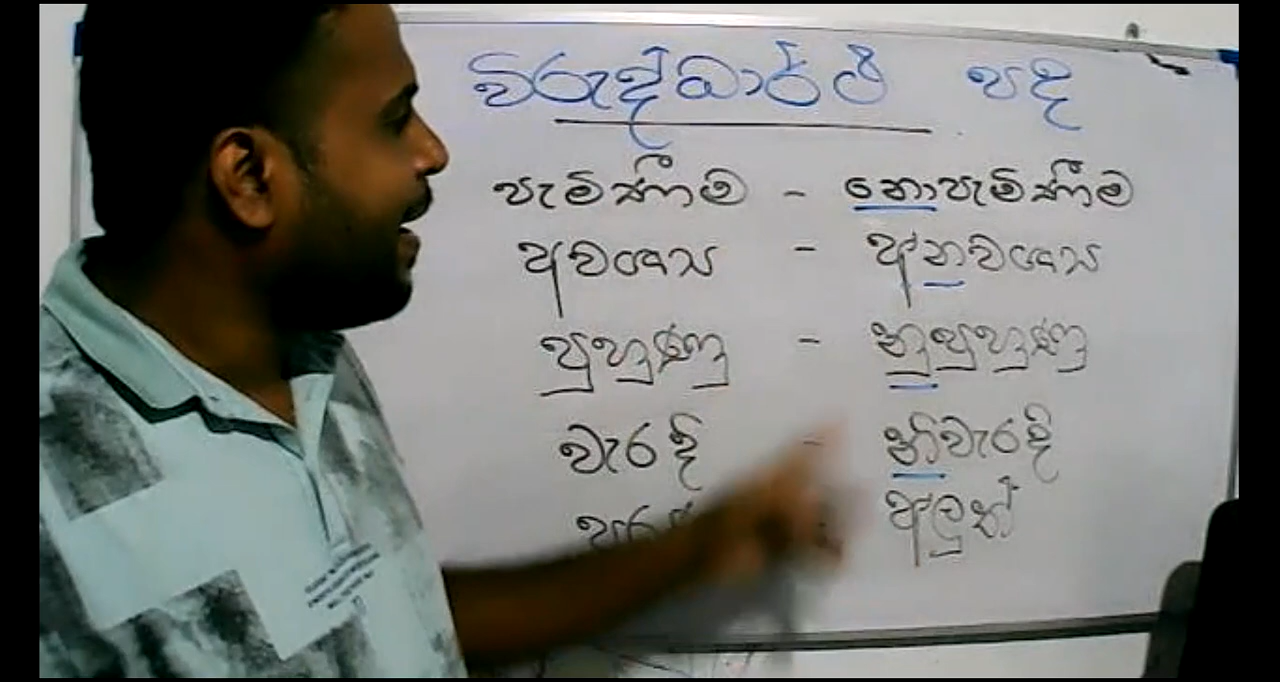 විරුද්ධාර්ථ පද
පැමිණීම - නොපැමිණීම
අවශ්‍ය - අනවශ්‍ය
පුහුණු - නුපුහුණු
වැරදි - නිවැරදි
- අලුත්